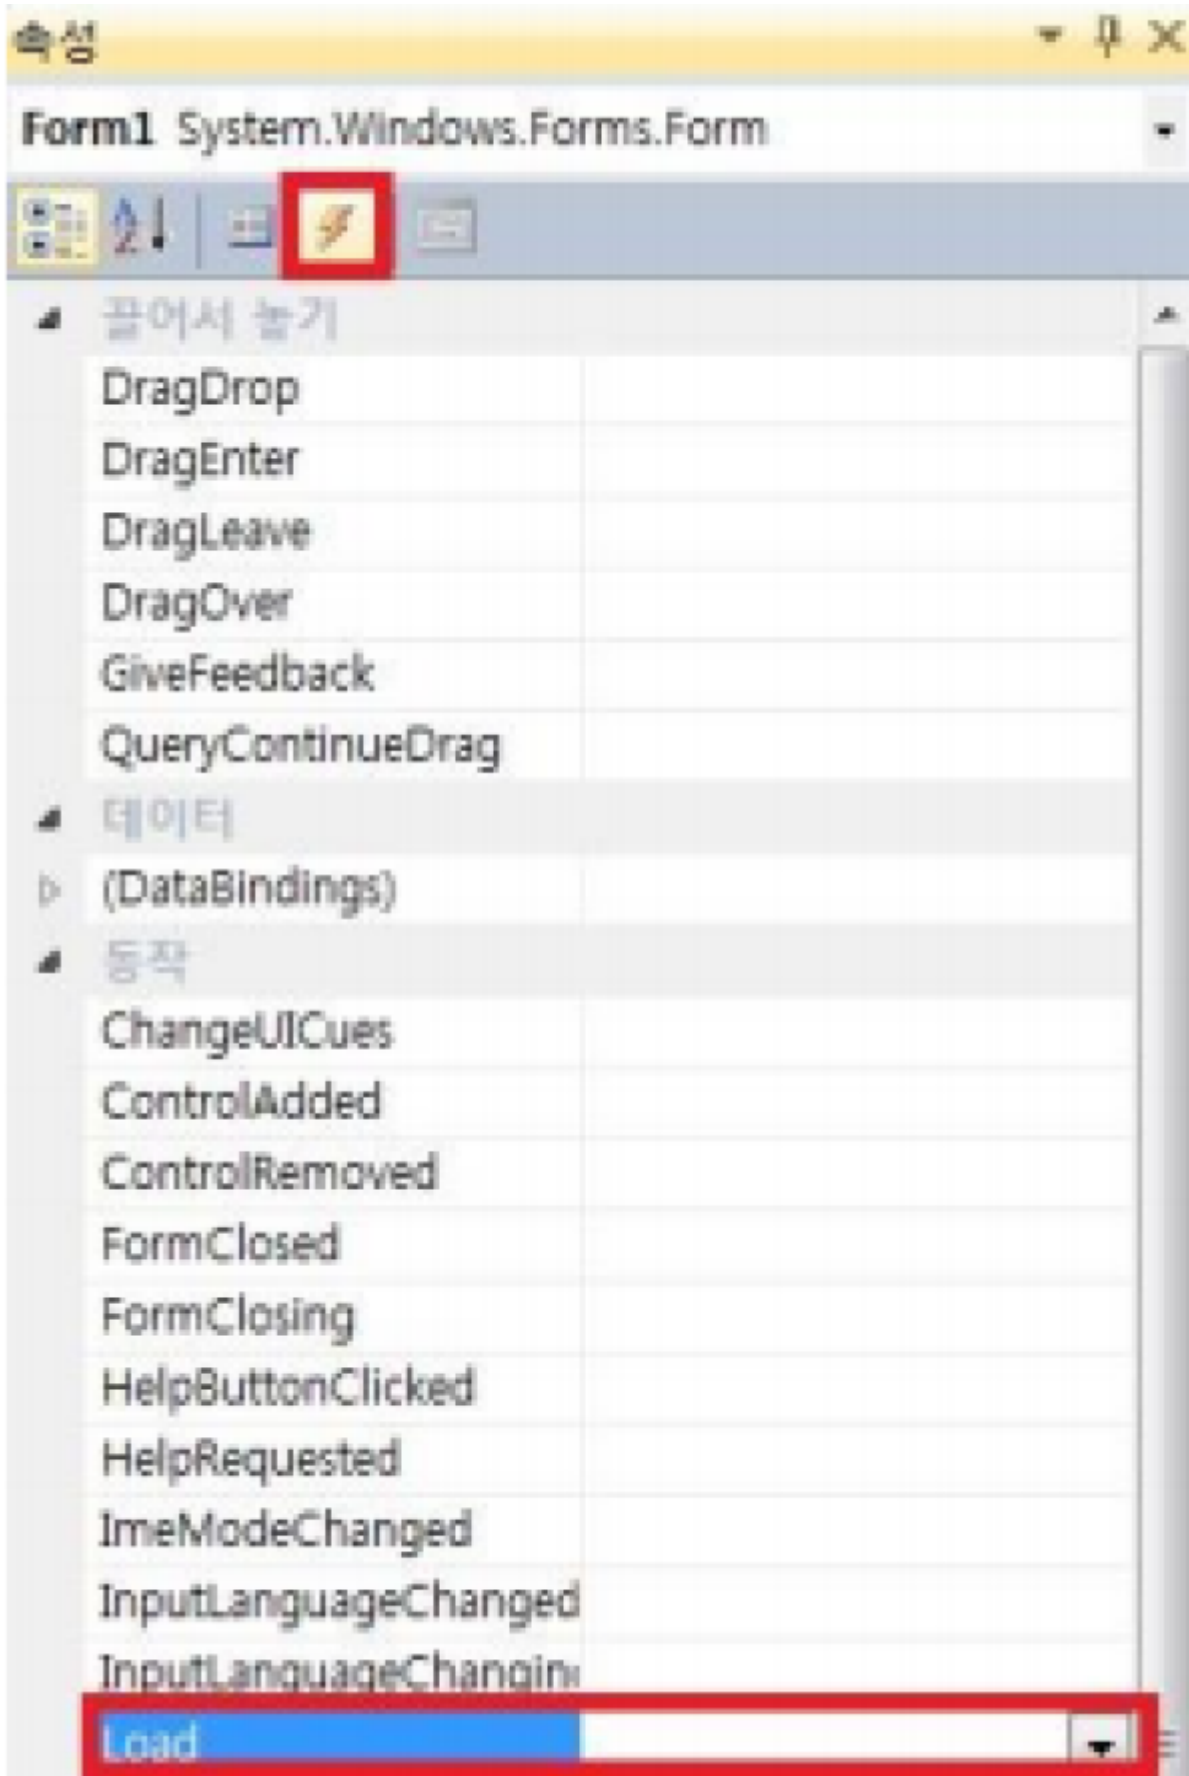 속성
Form1 System.Windows.Forms.Form
끌어서 놓기
DragDrop
DragEnter
DragLeave
DragOver
GiveFeedback
QueryContinueDrag
데이터
(DataBindings)
동작
ChangeUICues
ControlAdded
ControlRemoved
FormClosed
FormClosing
HelpButtonClicked
HelpRequested
ImeModeChanged
InputLanguageChanged
InputLanguageChanging
Load